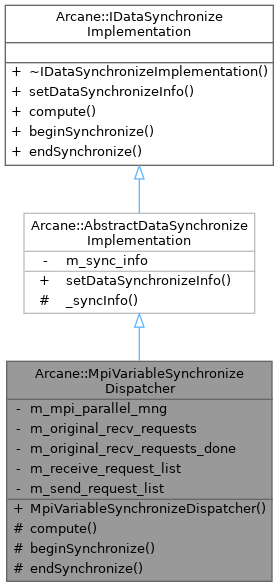 Arcane::IDataSynchronize
Implementation
+ ~IDataSynchronizeImplementation()
+ setDataSynchronizeInfo()
+ compute()
+ beginSynchronize()
+ endSynchronize()
Arcane::AbstractDataSynchronize
Implementation
- m_sync_info
+ setDataSynchronizeInfo()
# _syncInfo()
Arcane::MpiVariableSynchronize
Dispatcher
- m_mpi_parallel_mng
- m_original_recv_requests
- m_original_recv_requests_done
- m_receive_request_list
- m_send_request_list
+ MpiVariableSynchronizeDispatcher()
# compute()
# beginSynchronize()
# endSynchronize()